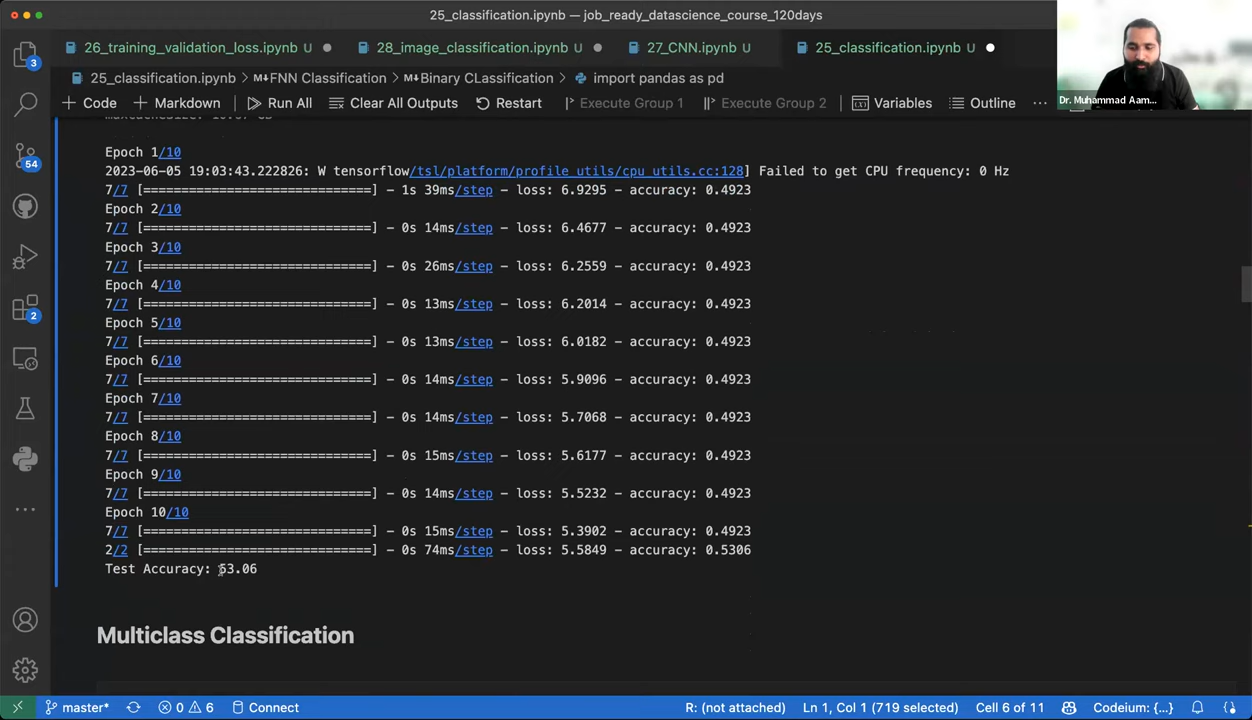 25_classification.ipynb — job_ready_datascience_course_120days
26_training_validation_loss.ipynb U
28_image_classification.ipynb U
27_CNN.ipynb U
25_classification.ipynb U
25_classification.ipynb > M↓FNN Classification > M↓Binary CLassification > import pandas as pd
+ Code + Markdown Run All Clear All Outputs Restart Execute Group 1 Execute Group 2 Variables Outline ...
Dr. Muhammad Aam...
Epoch 1/10
2023-06-05 19:03:43.222826: W tensorflow/tsl/platform/profile_utils/cpu_utils.cc:128] Failed to get CPU frequency: 0 Hz
7/7 [==============================] - 1s 39ms/step - loss: 6.9295 - accuracy: 0.4923
Epoch 2/10
7/7 [==============================] - 0s 14ms/step - loss: 6.4677 - accuracy: 0.4923
Epoch 3/10
7/7 [==============================] - 0s 26ms/step - loss: 6.2559 - accuracy: 0.4923
Epoch 4/10
7/7 [==============================] - 0s 13ms/step - loss: 6.2014 - accuracy: 0.4923
Epoch 5/10
7/7 [==============================] - 0s 13ms/step - loss: 6.0182 - accuracy: 0.4923
Epoch 6/10
7/7 [==============================] - 0s 14ms/step - loss: 5.9096 - accuracy: 0.4923
Epoch 7/10
7/7 [==============================] - 0s 14ms/step - loss: 5.7068 - accuracy: 0.4923
Epoch 8/10
7/7 [==============================] - 0s 15ms/step - loss: 5.6177 - accuracy: 0.4923
Epoch 9/10
7/7 [==============================] - 0s 14ms/step - loss: 5.5232 - accuracy: 0.4923
Epoch 10/10
7/7 [==============================] - 0s 15ms/step - loss: 5.3902 - accuracy: 0.4923
2/2 [==============================] - 0s 74ms/step - loss: 5.5849 - accuracy: 0.5306
Test Accuracy: 53.06
Multiclass Classification
3
54
2
master* 0 6 Connect R: (not attached) Ln 1, Col 1 (719 selected) Cell 6 of 11 Codeium: {...}